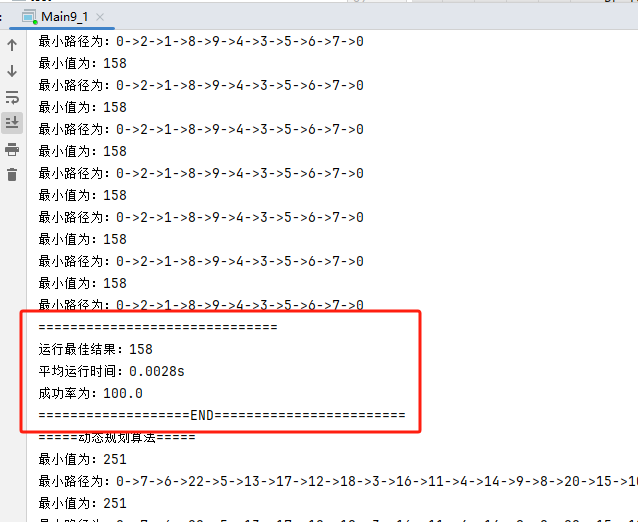 Main9_1
最小路径为：0->2->1->8->9->4->3->5->6->7->0
最小值为：158
最小路径为：0->2->1->8->9->4->3->5->6->7->0
最小值为：158
最小路径为：0->2->1->8->9->4->3->5->6->7->0
最小值为：158
最小路径为：0->2->1->8->9->4->3->5->6->7->0
最小值为：158
最小路径为：0->2->1->8->9->4->3->5->6->7->0
最小值为：158
最小路径为：0->2->1->8->9->4->3->5->6->7->0
最小值为：158
最小路径为：0->2->1->8->9->4->3->5->6->7->0
==============================
运行最佳结果：158
平均运行时间：0.0028s
成功率为：100.0
===================END========================
=====动态规划算法=====
最小值为：251
最小路径为：0->7->6->22->5->13->17->12->18->3->16->11->4->14->9->8->20->15->
最小值为：251